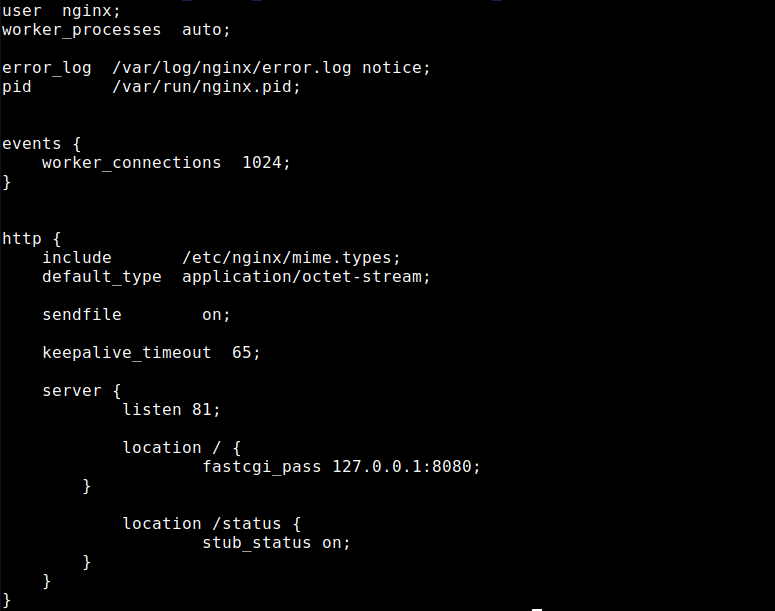 user  nginx;
worker_processes  auto;

error_log  /var/log/nginx/error.log notice;
pid        /var/run/nginx.pid;


events {
    worker_connections  1024;
}


http {
    include       /etc/nginx/mime.types;
    default_type  application/octet-stream;

    sendfile        on;

    keepalive_timeout  65;

    server {
            listen 81;

            location / {
                    fastcgi_pass 127.0.0.1:8080;
        }

            location /status {
                    stub_status on;
        }
    }
}